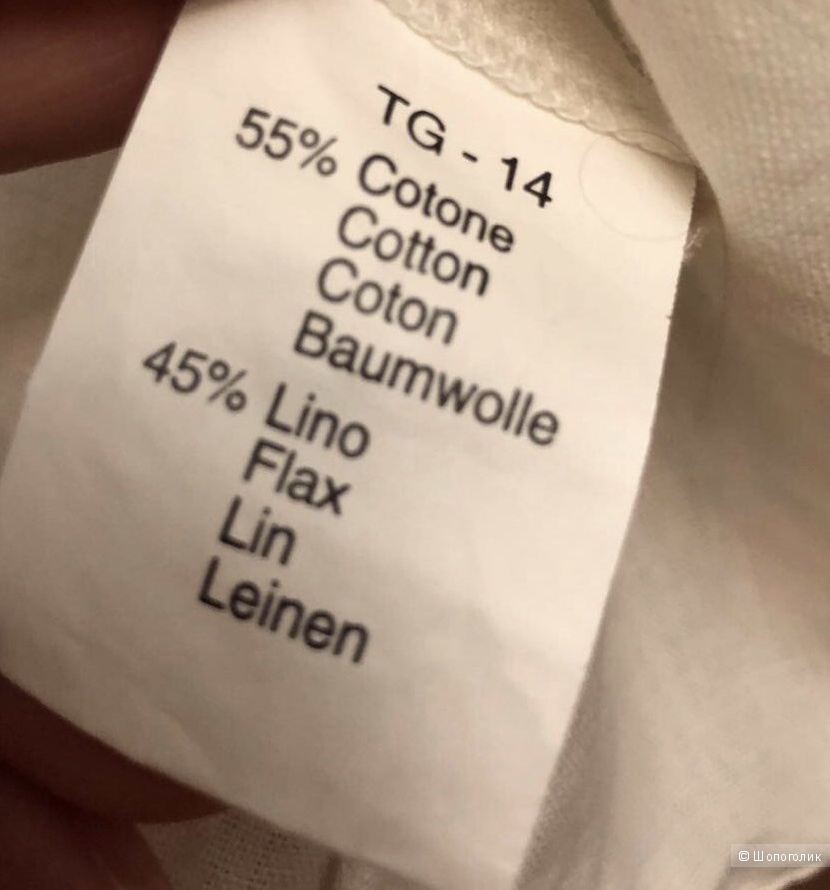 TG - 14
55% Cotone
Cotton
Coton
Baumwolle
45% Lino
Flax
Lin
Leinen
© Шопоголик